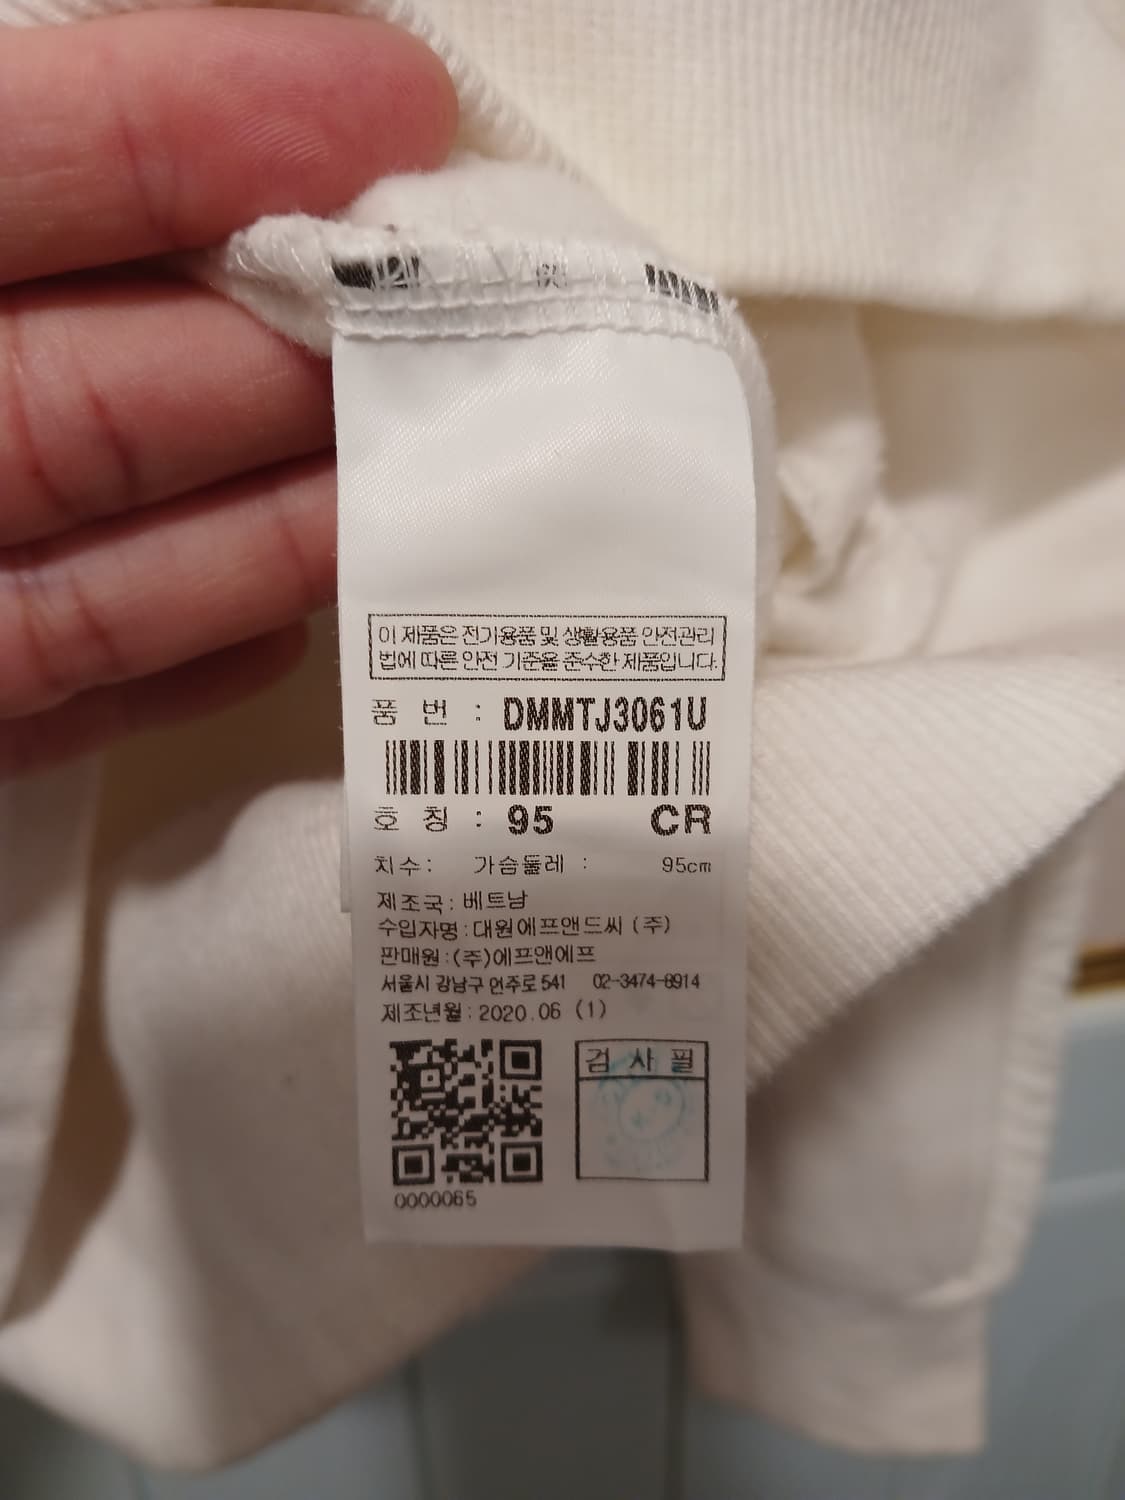 이 제품은 전기용품 및 생활용품 안전관리
법에 따른 안전 기준을 준수한 제품입니다.
품 번 : DMMTJ3061U
호 칭 : 95 CR
치수: 가슴둘레 : 95cm
제조국: 베트남
수입자명: 대원에프앤드씨 (주)
판매원:(주)에프앤에프
서울시 강남구 언주로 541 02-3474-8914
제조년월: 2020.06 (1)
검 사 필
0000065